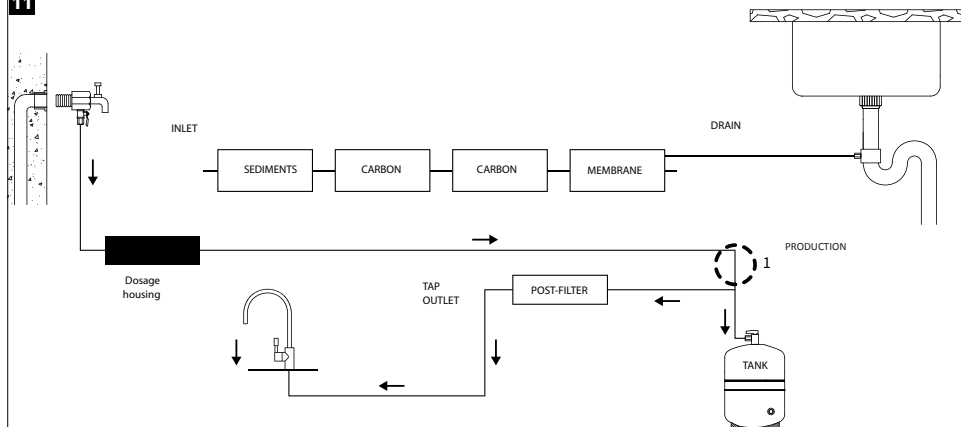 11
INLET
DRAIN
SEDIMENTS
CARBON
CARBON
MEMBRANE
PRODUCTION
1
Dosage
housing
TAP
OUTLET
POST-FILTER
TANK